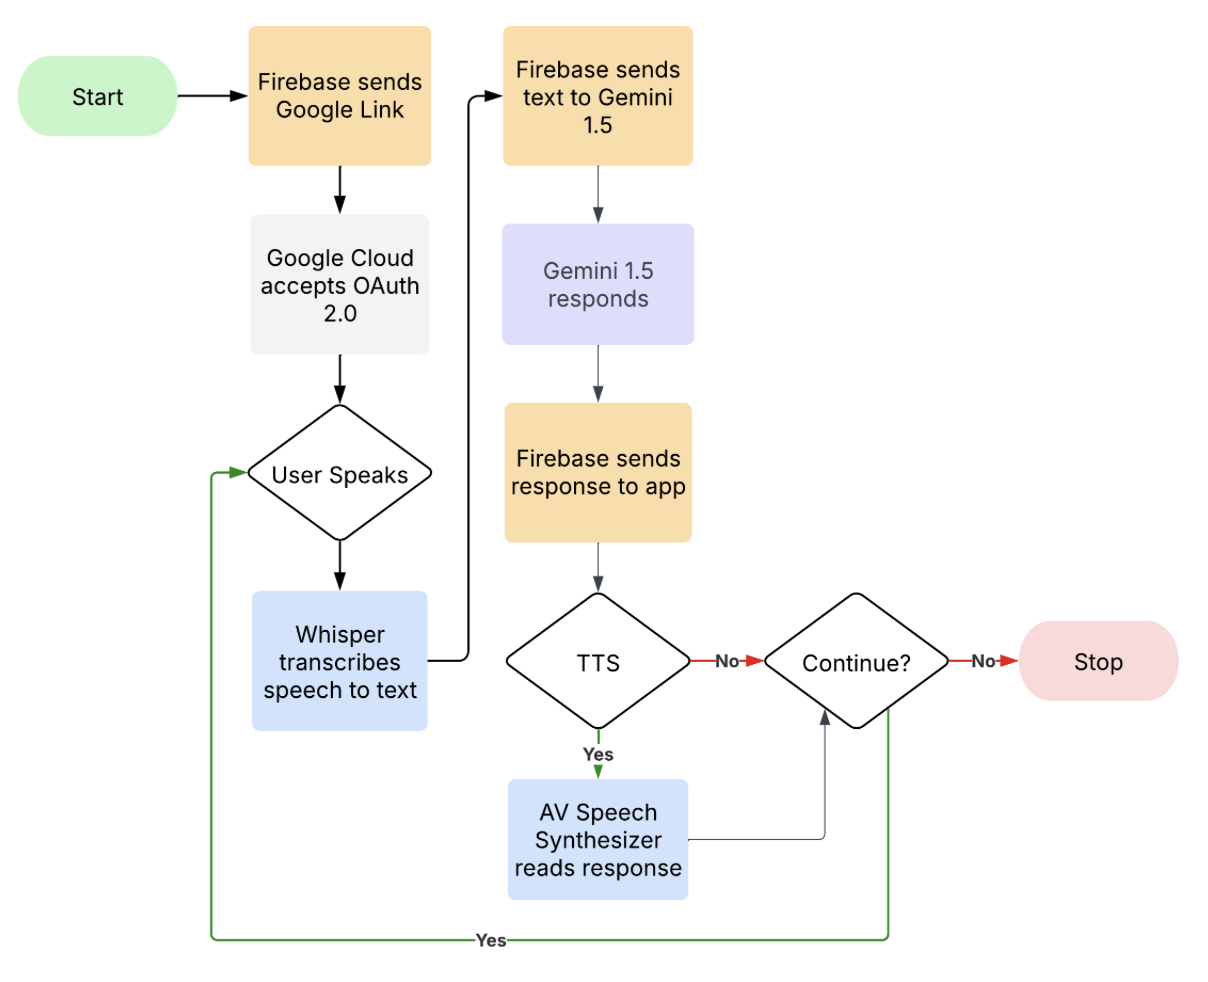 Start
Firebase sends
Google Link
Google Cloud
accepts OAuth
2.0
User Speaks
Whisper
transcribes
speech to text
Firebase sends
text to Gemini
1.5
Gemini 1.5
responds
Firebase sends
response to app
TTS
No
Continue?
No
Stop
Yes
AV Speech
Synthesizer
reads response
Yes